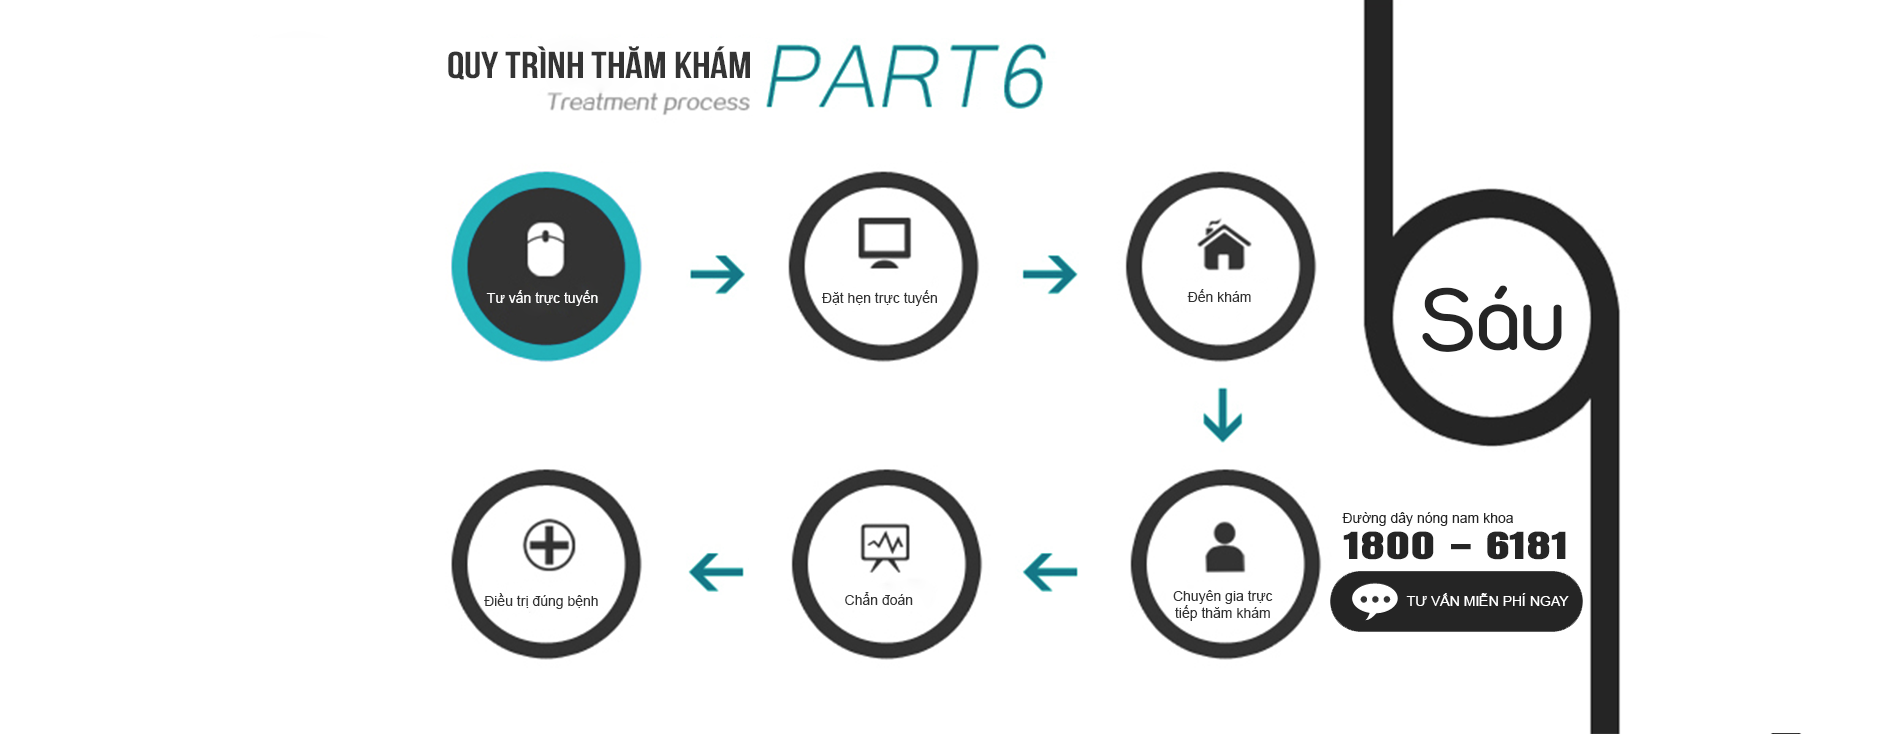 QUY TRÌNH THĂM KHÁM
Treatment process
PART6
Tư vấn trực tuyến
Đặt hẹn trực tuyến
Đến khám
Sáu
Điều trị đúng bệnh
Chẩn đoán
Chuyên gia trực
tiếp thăm khám
Đường dây nóng nam khoa
1800 – 6181
TƯ VẤN MIỄN PHÍ NGAY